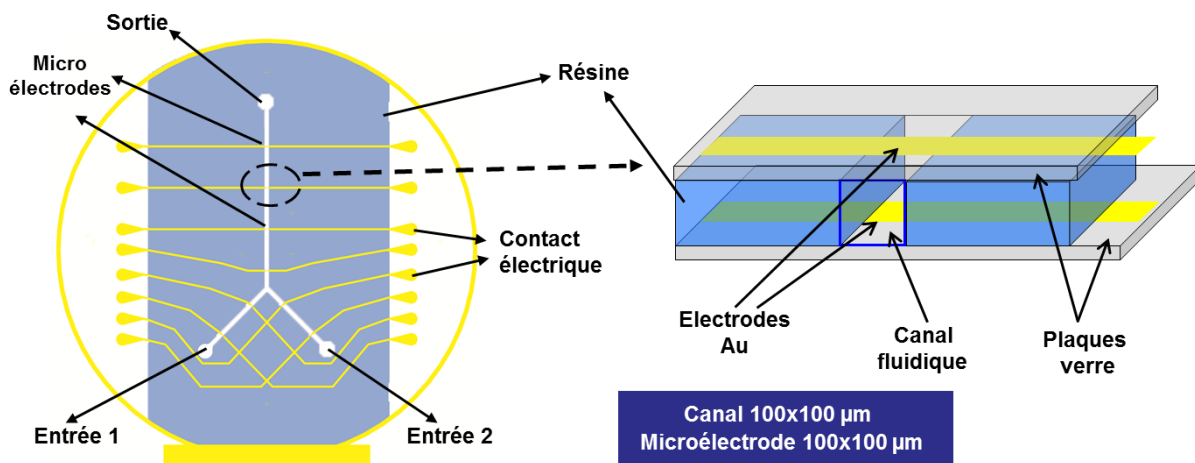 Sortie
Micro
électrodes
Résine
Contact
électrique
Entrée 1
Entrée 2
Electrodes
Au
Canal
fluidique
Plaques
verre
Canal 100x100 µm
Microélectrode 100x100 µm